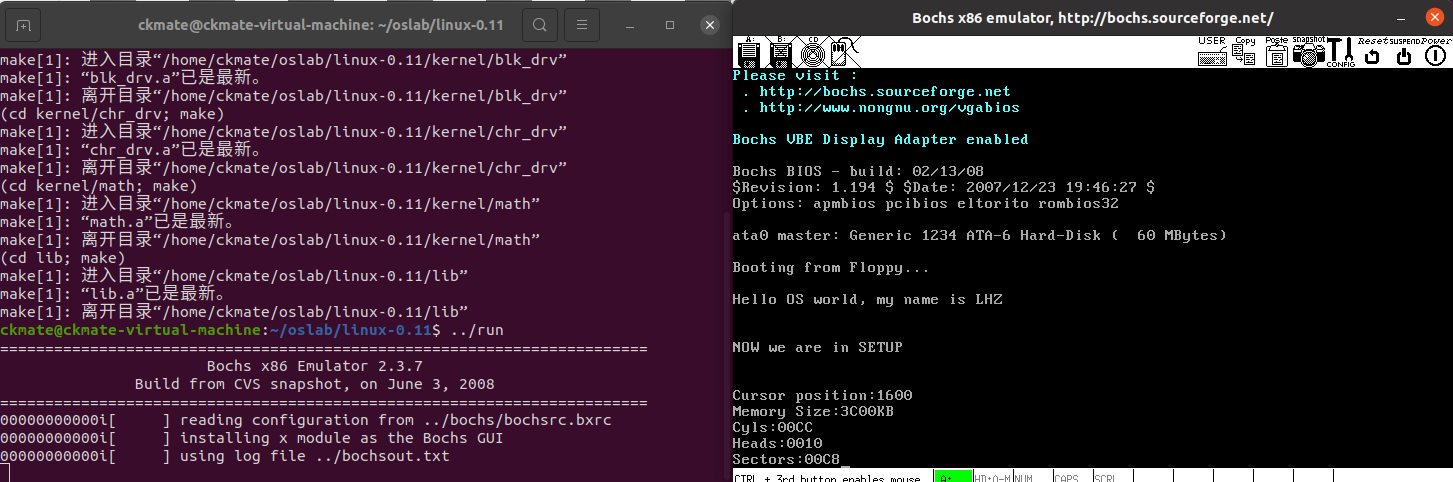 ckmate@ckmate-virtual-machine: ~/oslab/linux-0.11
make[1]: 进入目录“/home/ckmate/oslab/linux-0.11/kernel/blk_drv”
make[1]: “blk_drv.a”已是最新。
make[1]: 离开目录“/home/ckmate/oslab/linux-0.11/kernel/blk_drv”
(cd kernel/chr_drv; make)
make[1]: 进入目录“/home/ckmate/oslab/linux-0.11/kernel/chr_drv”
make[1]: “chr_drv.a”已是最新。
make[1]: 离开目录“/home/ckmate/oslab/linux-0.11/kernel/chr_drv”
(cd kernel/math; make)
make[1]: 进入目录“/home/ckmate/oslab/linux-0.11/kernel/math”
make[1]: “math.a”已是最新。
make[1]: 离开目录“/home/ckmate/oslab/linux-0.11/kernel/math”
(cd lib; make)
make[1]: 进入目录“/home/ckmate/oslab/linux-0.11/lib”
make[1]: “lib.a”已是最新。
make[1]: 离开目录“/home/ckmate/oslab/linux-0.11/lib”
ckmate@ckmate-virtual-machine:~/oslab/linux-0.11$ ../run
========================================================================
Bochs x86 Emulator 2.3.7
Build from CVS snapshot, on June 3, 2008
========================================================================
00000000000i[     ] reading configuration from ../bochs/bochsrc.bxrc
00000000000i[     ] installing x module as the Bochs GUI
00000000000i[     ] using log file ../bochsout.txt
Bochs x86 emulator, http://bochs.sourceforge.net/
A: B: CD USER Copy Paste snapshot CONFIG Reset SUSPEND Power
Please visit :
. http://bochs.sourceforge.net
. http://www.nongnu.org/vgabios
Bochs VBE Display Adapter enabled
Bochs BIOS - build: 02/13/08
$Revision: 1.194 $ $Date: 2007/12/23 19:46:27 $
Options: apmbios pcibios eltorito rombios32
ata0 master: Generic 1234 ATA-6 Hard-Disk (  60 MBytes)
Booting from Floppy...
Hello OS world, my name is LHZ
NOW we are in SETUP
Cursor position:1600
Memory Size:3C00KB
Cyls:00CC
Heads:0010
Sectors:00C8
CTRL + 3rd button enables mouse A: HD:0-M NUM CAPS SCRL